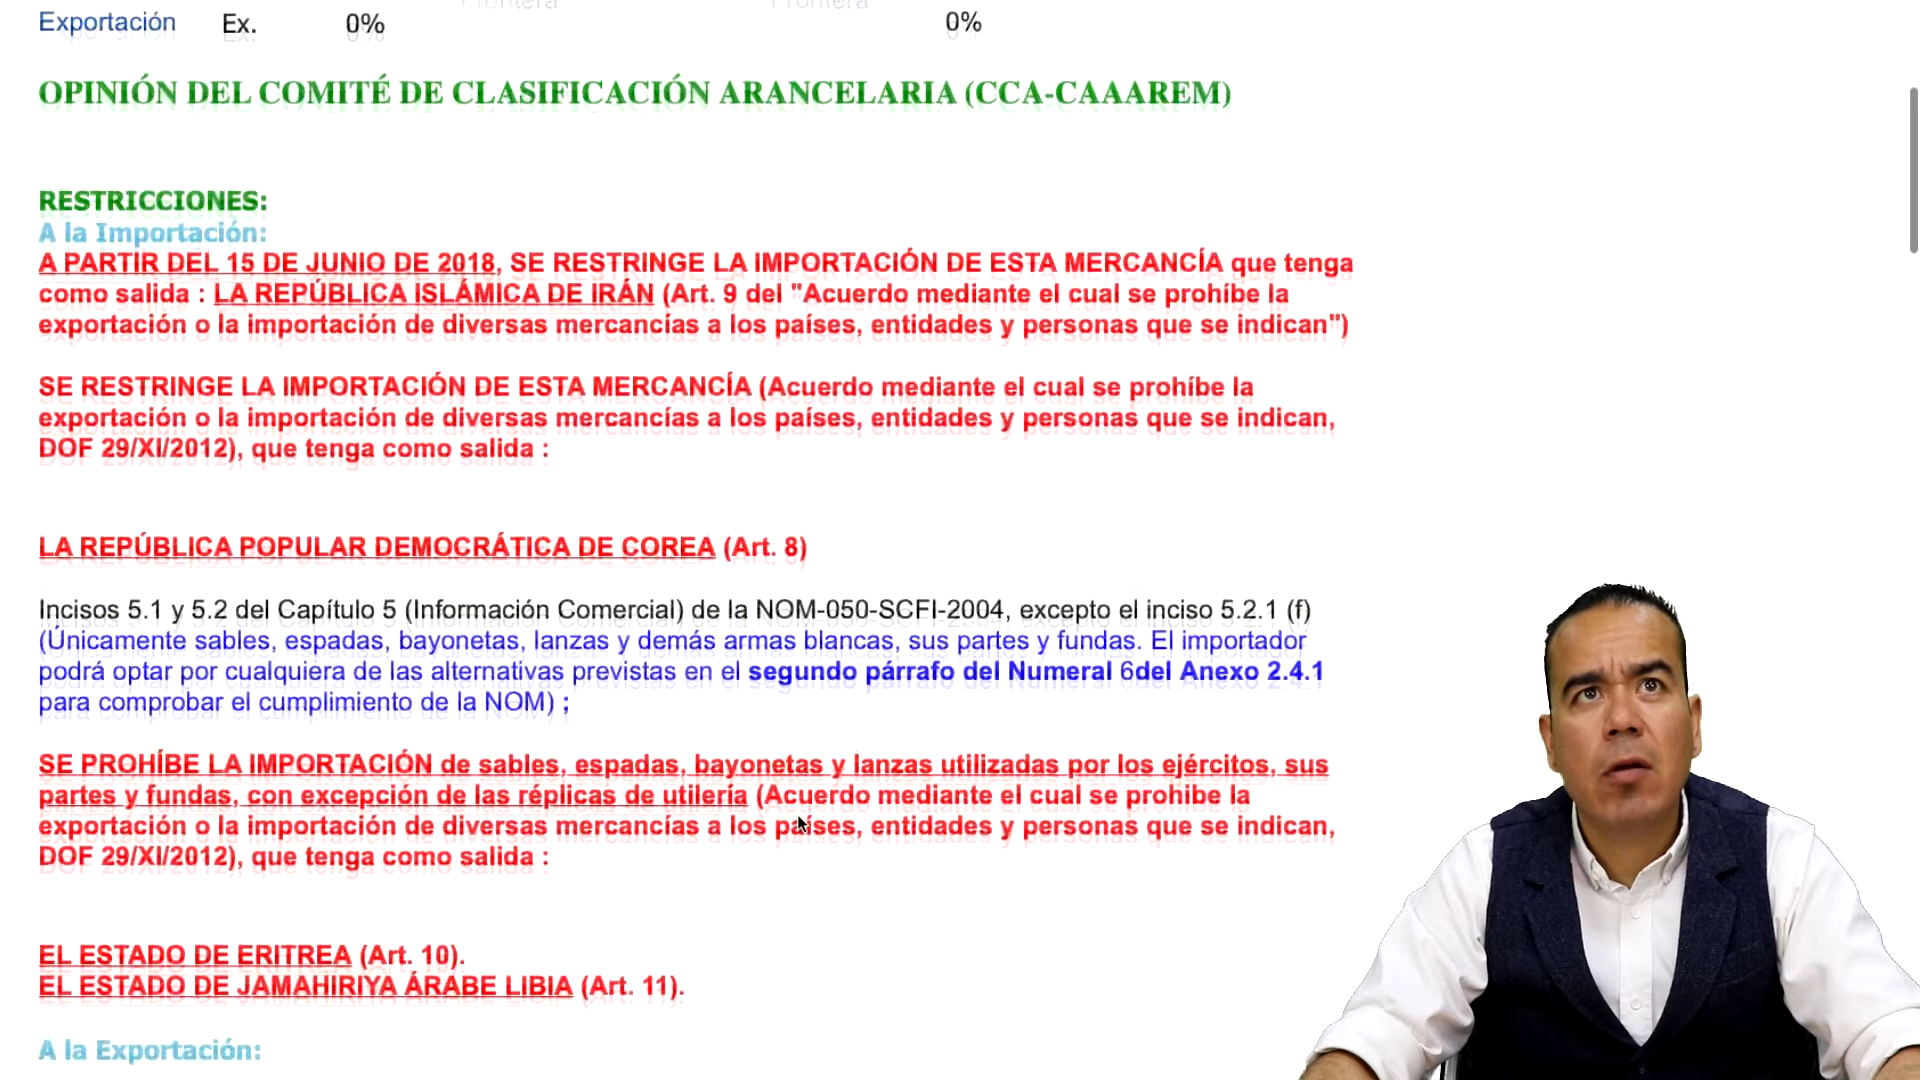 Frontera Frontera
Exportación Ex. 0% 0%
OPINIÓN DEL COMITÉ DE CLASIFICACIÓN ARANCELARIA (CCA-CAAAREM)
RESTRICCIONES:
A la Importación:
A PARTIR DEL 15 DE JUNIO DE 2018, SE RESTRINGE LA IMPORTACIÓN DE ESTA MERCANCÍA que tenga
como salida : LA REPÚBLICA ISLÁMICA DE IRÁN (Art. 9 del "Acuerdo mediante el cual se prohíbe la
exportación o la importación de diversas mercancías a los países, entidades y personas que se indican")
SE RESTRINGE LA IMPORTACIÓN DE ESTA MERCANCÍA (Acuerdo mediante el cual se prohíbe la
exportación o la importación de diversas mercancías a los países, entidades y personas que se indican,
DOF 29/XI/2012), que tenga como salida :
LA REPÚBLICA POPULAR DEMOCRÁTICA DE COREA (Art. 8)
Incisos 5.1 y 5.2 del Capítulo 5 (Información Comercial) de la NOM-050-SCFI-2004, excepto el inciso 5.2.1 (f)
(Únicamente sables, espadas, bayonetas, lanzas y demás armas blancas, sus partes y fundas. El importador
podrá optar por cualquiera de las alternativas previstas en el segundo párrafo del Numeral 6del Anexo 2.4.1
para comprobar el cumplimiento de la NOM) ;
SE PROHÍBE LA IMPORTACIÓN de sables, espadas, bayonetas y lanzas utilizadas por los ejércitos, sus
partes y fundas, con excepción de las réplicas de utilería (Acuerdo mediante el cual se prohibe la
exportación o la importación de diversas mercancías a los países, entidades y personas que se indican,
DOF 29/XI/2012), que tenga como salida :
EL ESTADO DE ERITREA (Art. 10).
EL ESTADO DE JAMAHIRIYA ÁRABE LIBIA (Art. 11).
A la Exportación: